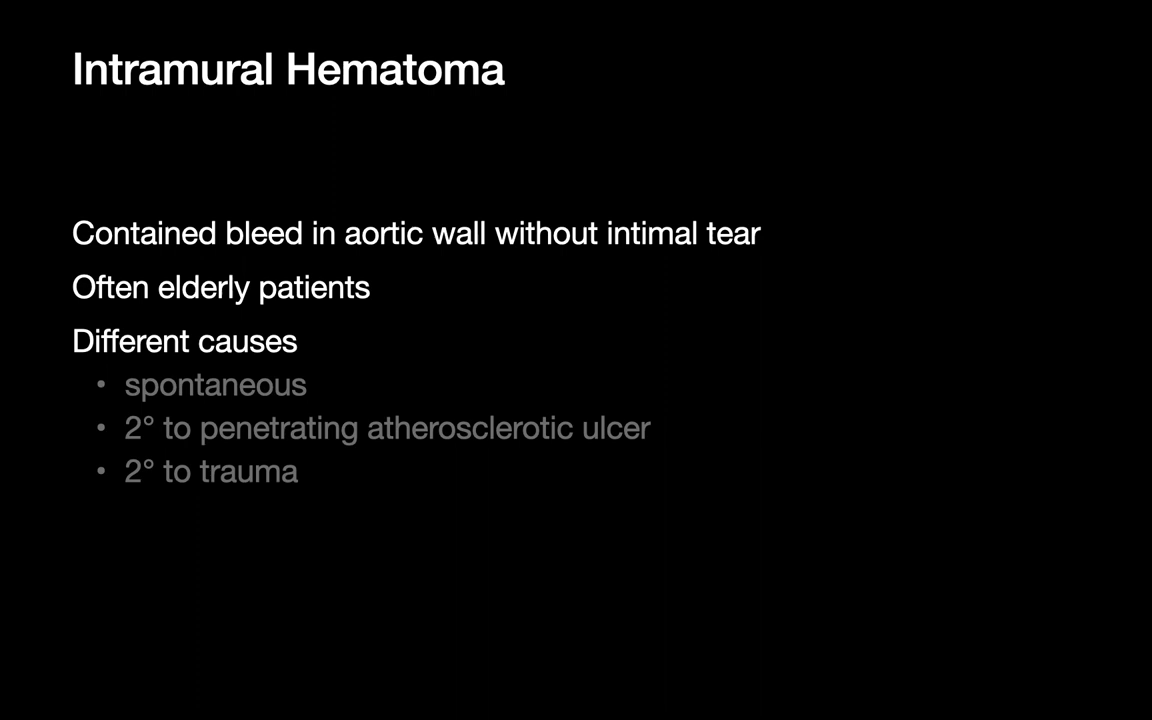 Intramural Hematoma
Contained bleed in aortic wall without intimal tear
Often elderly patients
Different causes
• spontaneous
• 2° to penetrating atherosclerotic ulcer
• 2° to trauma